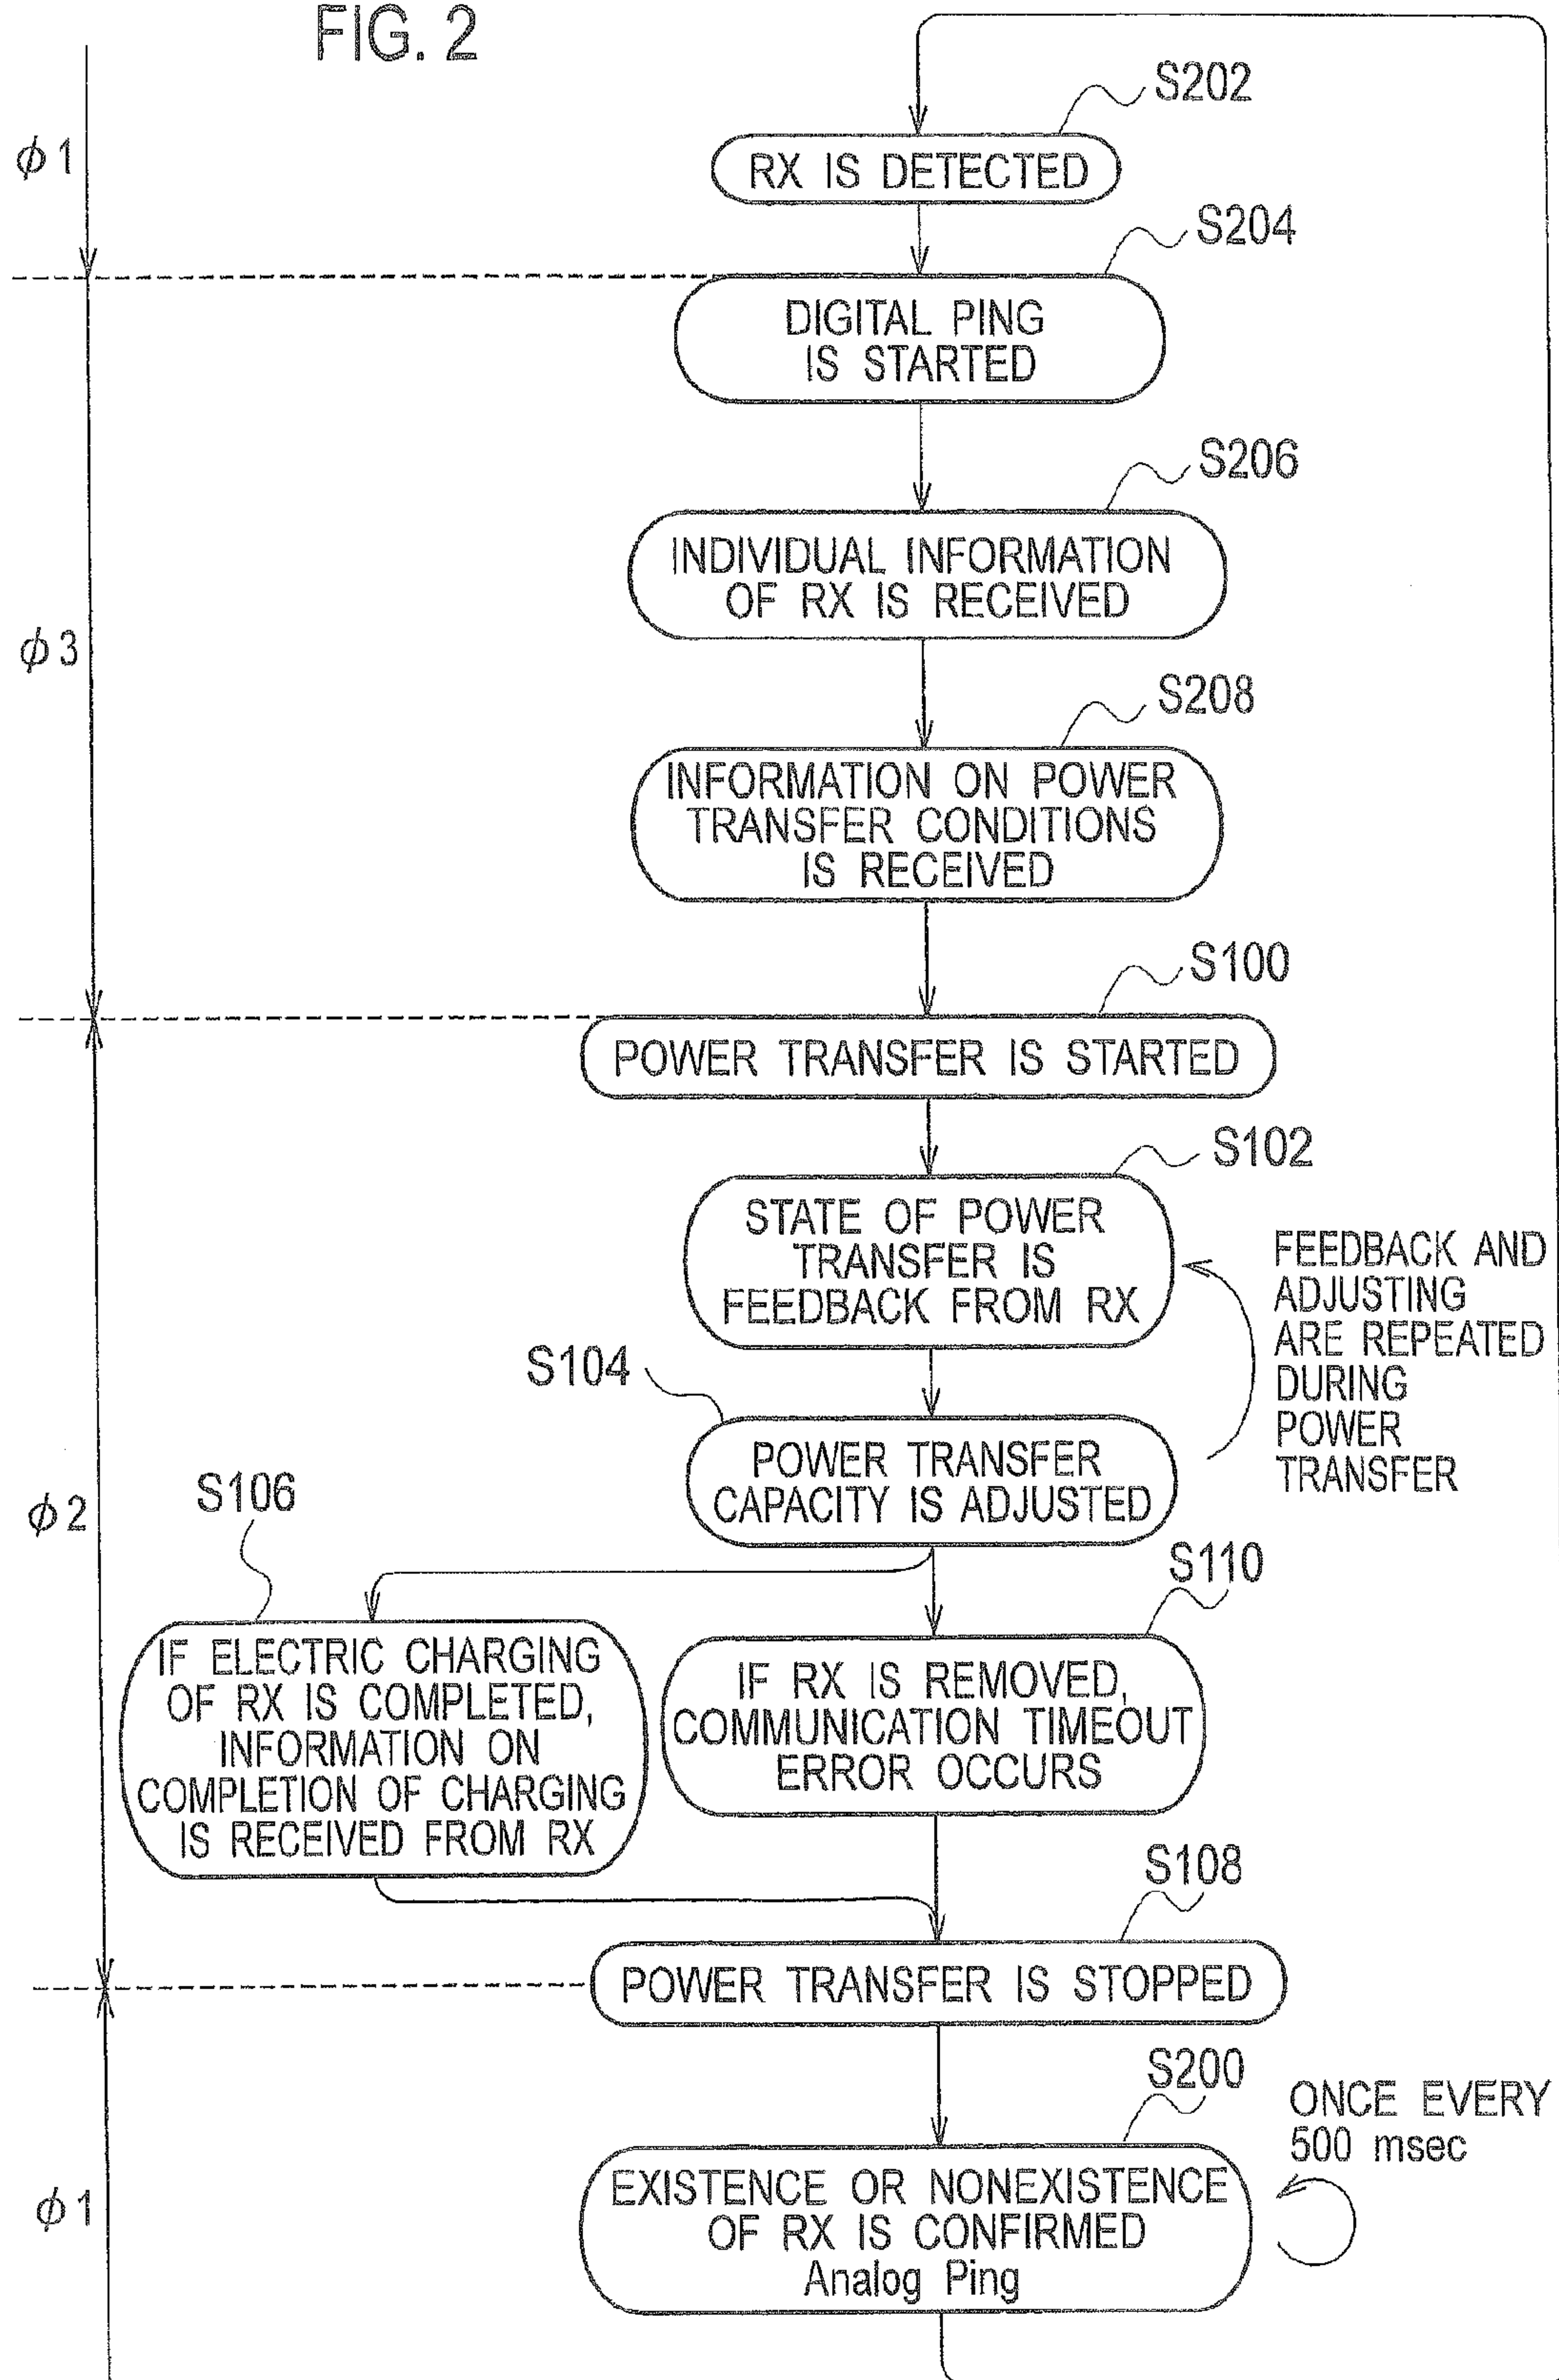 FIG. 2
S202
φ1
RX IS DETECTED
S204
DIGITAL PING
IS STARTED
S206
INDIVIDUAL INFORMATION
OF RX IS RECEIVED
φ3
S208
INFORMATION ON POWER
TRANSFER CONDITIONS
IS RECEIVED
S100
POWER TRANSFER IS STARTED
S102
STATE OF POWER
TRANSFER IS
FEEDBACK FROM RX
FEEDBACK AND
ADJUSTING
ARE REPEATED
DURING
POWER
TRANSFER
S104
POWER TRANSFER
CAPACITY IS ADJUSTED
φ2
S106
IF ELECTRIC CHARGING
OF RX IS COMPLETED,
INFORMATION ON
COMPLETION OF CHARGING
IS RECEIVED FROM RX
S110
IF RX IS REMOVED,
COMMUNICATION TIMEOUT
ERROR OCCURS
S108
POWER TRANSFER IS STOPPED
S200
ONCE EVERY
500 msec
φ1
EXISTENCE OR NONEXISTENCE
OF RX IS CONFIRMED
Analog Ping